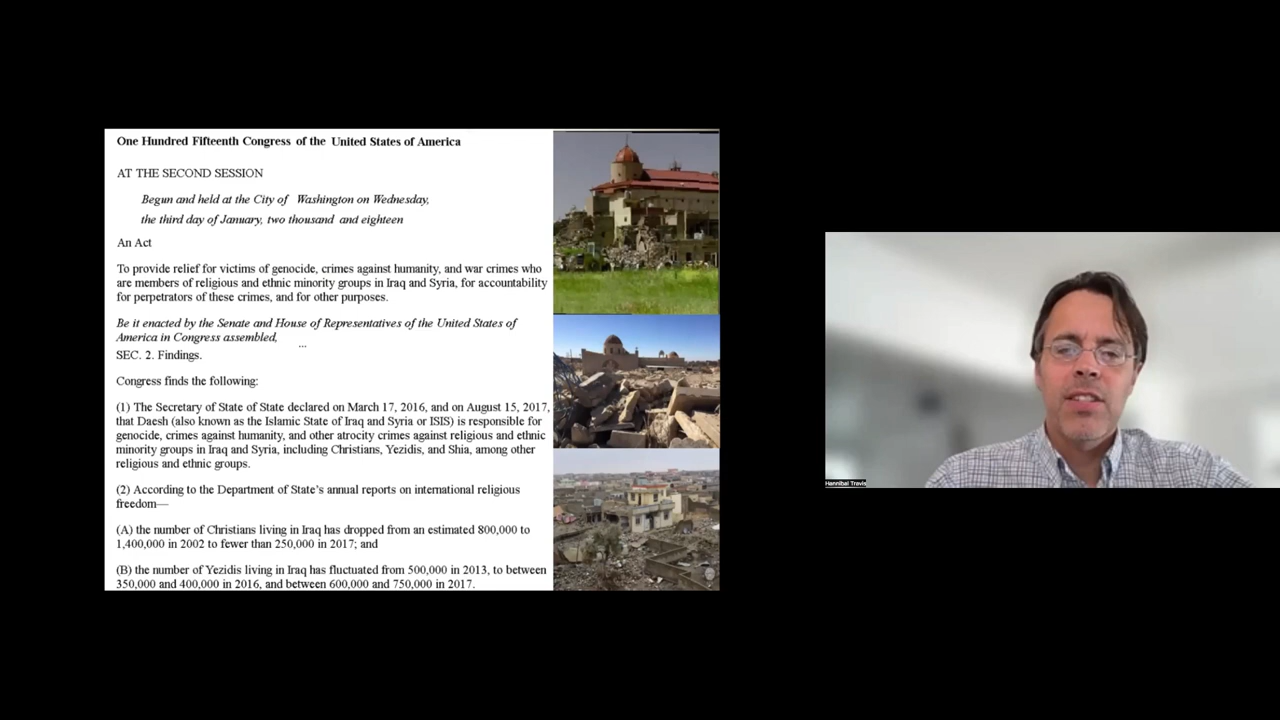 One Hundred Fifteenth Congress of the United States of America
AT THE SECOND SESSION
Begun and held at the City of Washington on Wednesday,
the third day of January, two thousand and eighteen
An Act
To provide relief for victims of genocide, crimes against humanity, and war crimes who
are members of religious and ethnic minority groups in Iraq and Syria, for accountability
for perpetrators of these crimes, and for other purposes.
Be it enacted by the Senate and House of Representatives of the United States of
America in Congress assembled,
...
SEC. 2. Findings.
Congress finds the following:
(1) The Secretary of State of State declared on March 17, 2016, and on August 15, 2017,
that Daesh (also known as the Islamic State of Iraq and Syria or ISIS) is responsible for
genocide, crimes against humanity, and other atrocity crimes against religious and ethnic
minority groups in Iraq and Syria, including Christians, Yezidis, and Shia, among other
religious and ethnic groups.
(2) According to the Department of State’s annual reports on international religious
freedom—
(A) the number of Christians living in Iraq has dropped from an estimated 800,000 to
1,400,000 in 2002 to fewer than 250,000 in 2017; and
(B) the number of Yezidis living in Iraq has fluctuated from 500,000 in 2013, to between
350,000 and 400,000 in 2016, and between 600,000 and 750,000 in 2017.
Hannibal Travis